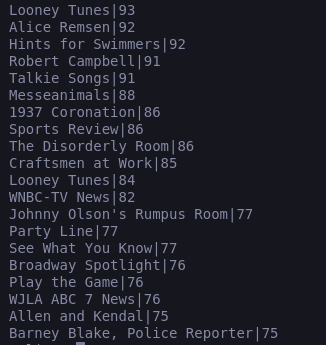 Looney Tunes|93
Alice Remsen|92
Hints for Swimmers|92
Robert Campbell|91
Talkie Songs|91
Messeanimals|88
1937 Coronation|86
Sports Review|86
The Disorderly Room|86
Craftsmen at Work|85
Looney Tunes|84
WNBC-TV News|82
Johnny Olson's Rumpus Room|77
Party Line|77
See What You Know|77
Broadway Spotlight|76
Play the Game|76
WJLA ABC 7 News|76
Allen and Kendal|75
Barney Blake, Police Reporter|75